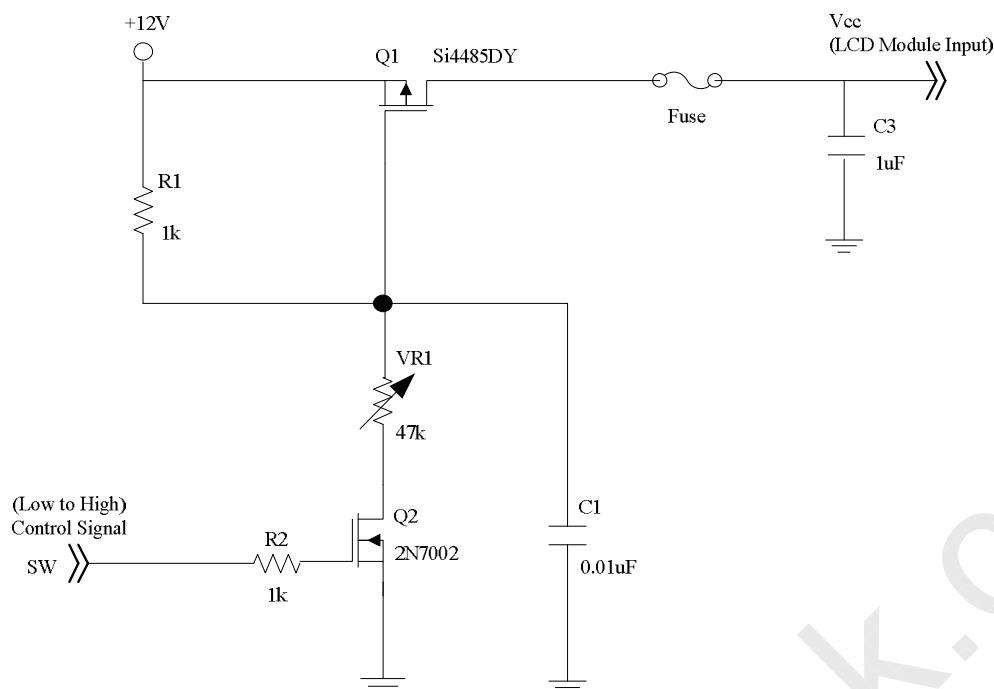 +12V
Vcc
(LCD Module Input)
Q1
Si4485DY
Fuse
C3
1uF
R1
1k
VR1
47k
(Low to High)
Control Signal
SW
R2
1k
Q2
2N7002
C1
0.01uF
k.c